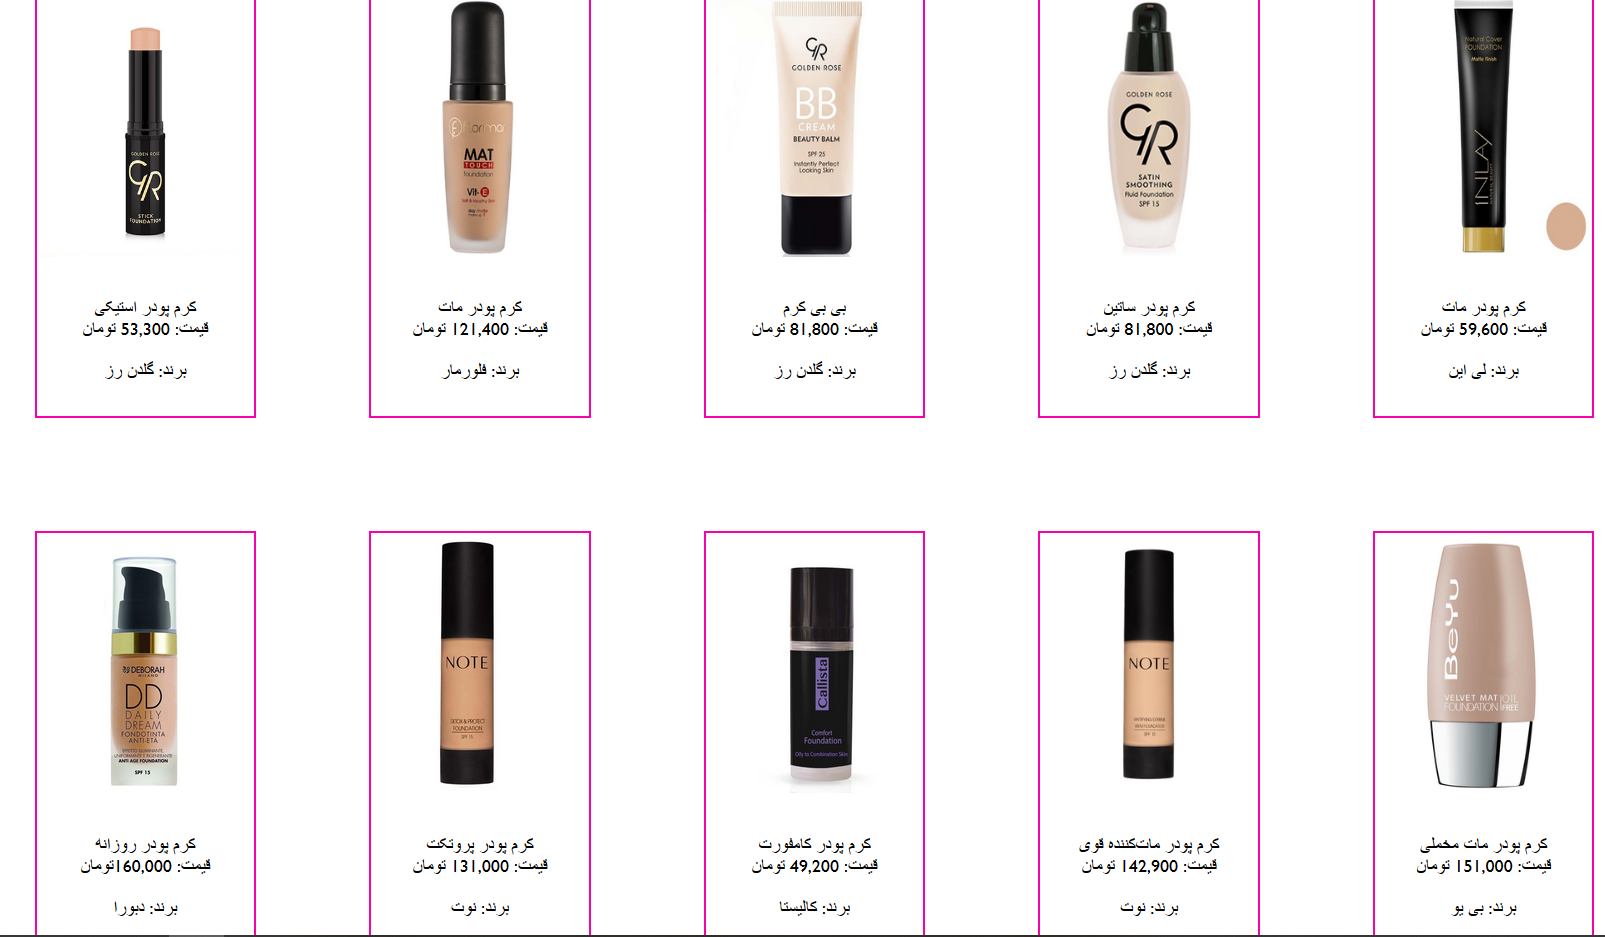 Natural Cover
FOUNDATION
Matte finish
INLAY
کرم پودر مات
قیمت: 59,600 تومان
برند: لی این
GOLDEN ROSE
GR
SATIN
SMOOTHING
Fluid Foundation
SPF 15
کرم پودر ساتین
قیمت: 81,800 تومان
برند: گلدن رز
GR
GOLDEN ROSE
BB
CREAM
BEAUTY BALM
SPF 25
Instantly Perfect
Looking Skin
بی بی کرم
قیمت: 81,800 تومان
برند: گلدن رز
flormar
MAT
TOUCH
foundation
Vit-E
کرم پودر مات
قیمت: 121,400 تومان
برند: فلورمار
GOLDEN ROSE
GR
STICK
FOUNDATION
کرم پودر استیکی
قیمت: 53,300 تومان
برند: گلدن رز
BeYu
VELVET MAT OIL
FOUNDATION FREE
کرم پودر مات مخملی
قیمت: 151,000 تومان
برند: بی یو
NOTE
کرم پودر مات‌کننده قوی
قیمت: 142,900 تومان
برند: نوت
Callista
Comfort
Foundation
Oily to Combination Skin
کرم پودر کامفورت
قیمت: 49,200 تومان
برند: کالیستا
NOTE
DETOX & PROTECT
FOUNDATION
SPF 15
کرم پودر پروتکت
قیمت: 131,000 تومان
برند: نوت
DEBORAH
MILANO
DD
DAILY
DREAM
FONDOTINTA
ANTI-ETÀ
ANTI AGE FOUNDATION
SPF 15
کرم پودر روزانه
قیمت: 160,000تومان
برند: دبورا